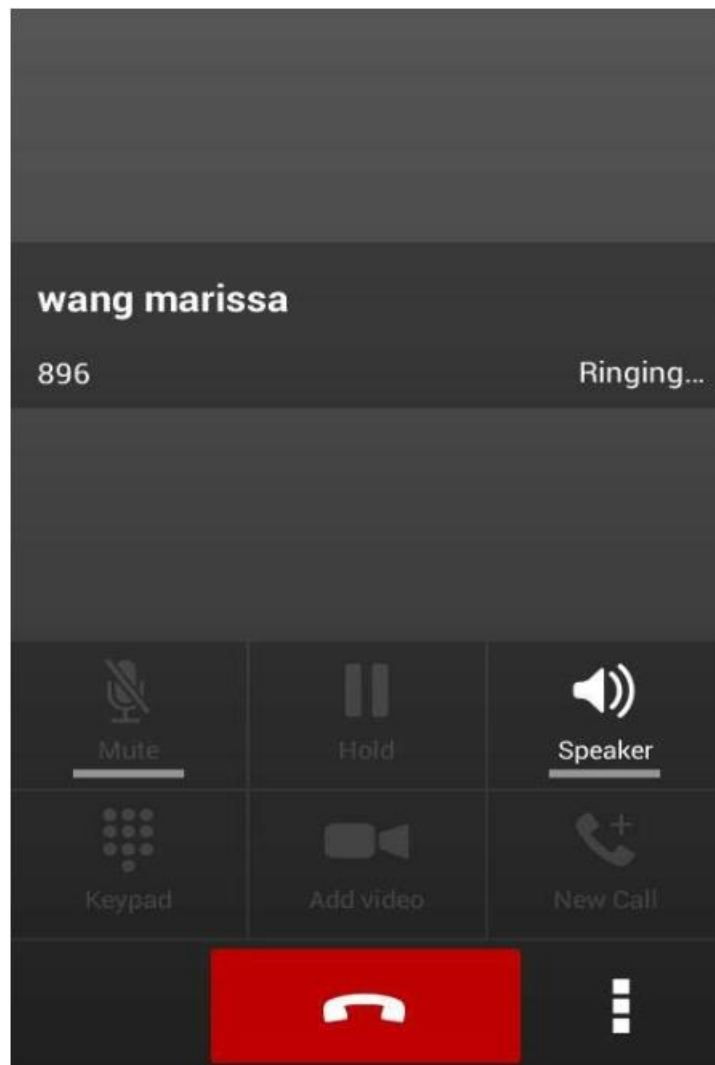 wang marissa
896 Ringing...
Mute Hold Speaker
Keypad Add video New Call